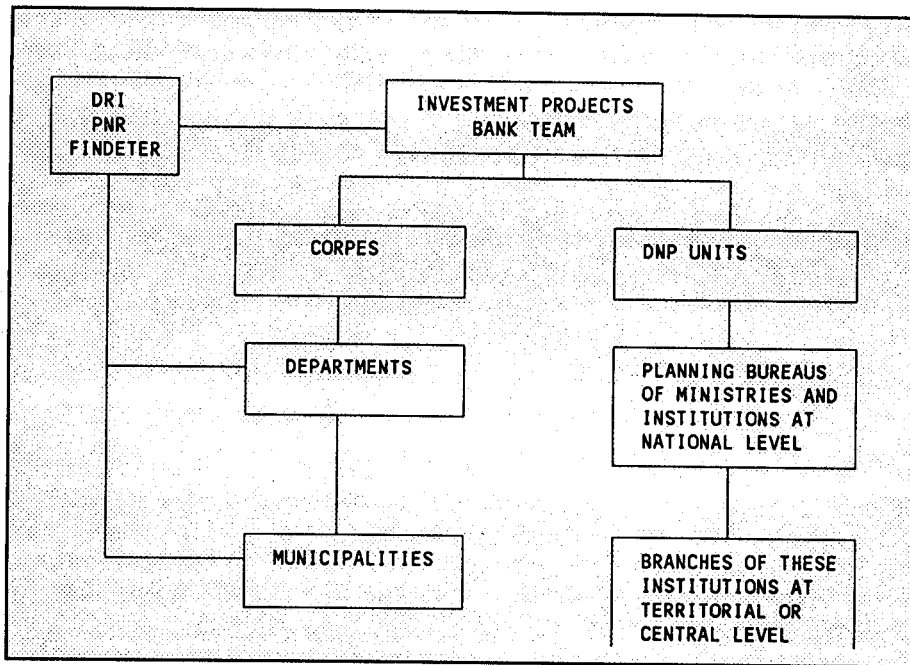 DRI
PNR
FINDETER
INVESTMENT PROJECTS
BANK TEAM
CORPES
DNP UNITS
DEPARTMENTS
PLANNING BUREAUS
OF MINISTRIES AND
INSTITUTIONS AT
NATIONAL LEVEL
MUNICIPALITIES
BRANCHES OF THESE
INSTITUTIONS AT
TERRITORIAL OR
CENTRAL LEVEL